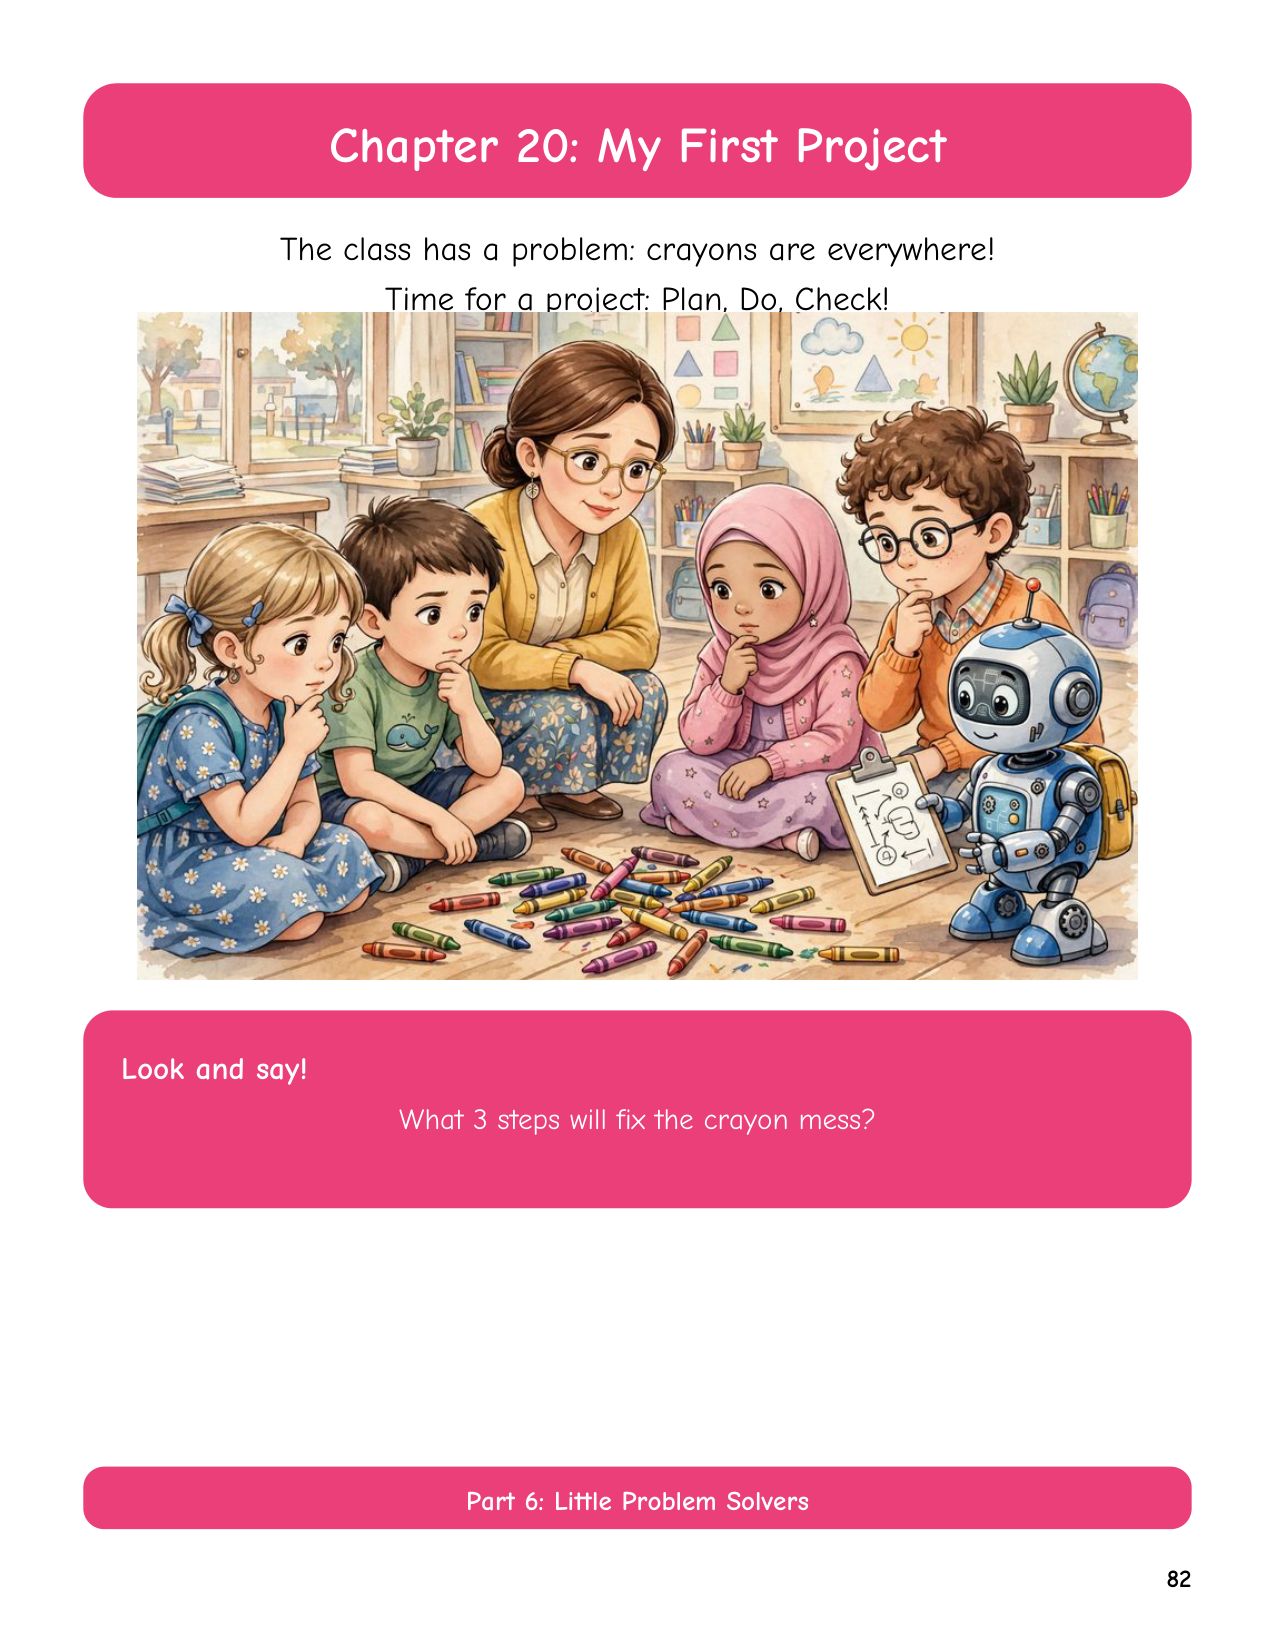 Chapter 20: My First Project
The class has a problem: crayons are everywhere!
Time for a project: Plan, Do, Check!
Look and say!
What 3 steps will fix the crayon mess?
Part 6: Little Problem Solvers
82